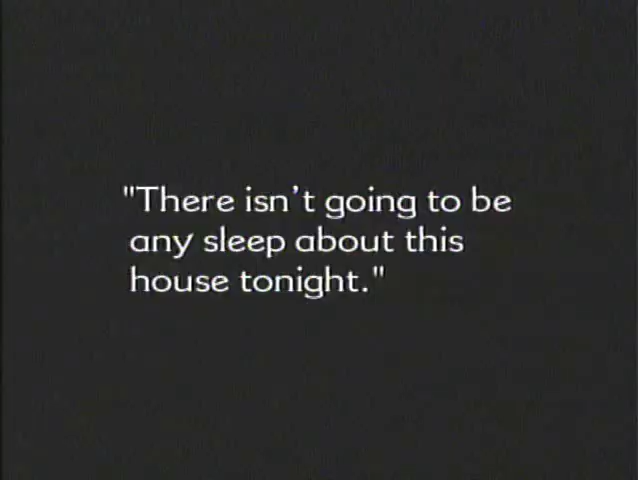 "There isn't going to be
any sleep about this
house tonight."